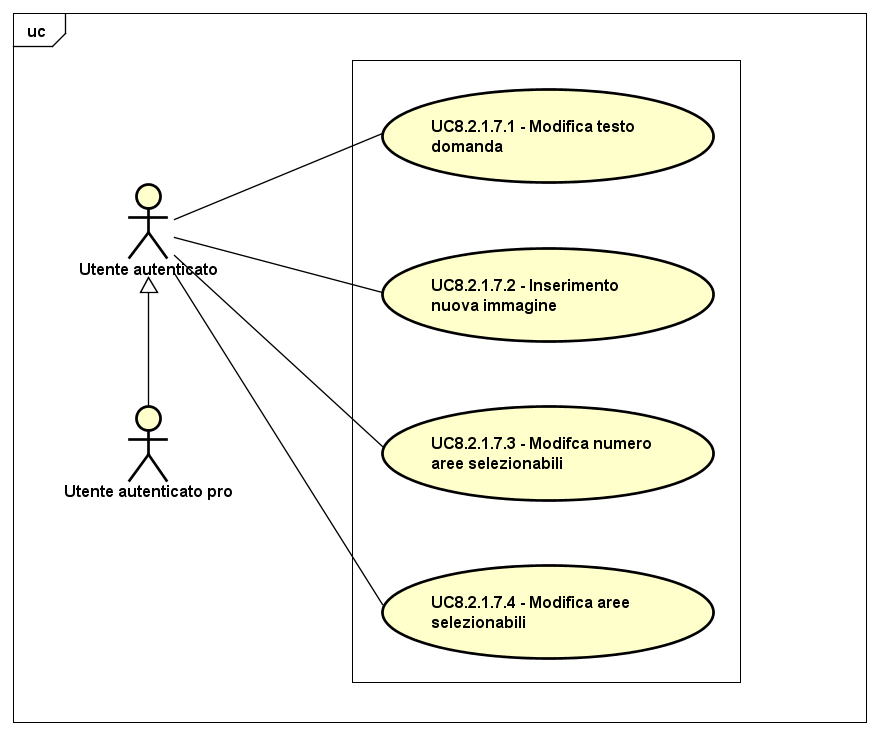 uc
UC8.2.1.7.1 - Modifica testo
domanda
Utente autenticato
UC8.2.1.7.2 - Inserimento
nuova immagine
UC8.2.1.7.3 - Modifca numero
aree selezionabili
Utente autenticato pro
UC8.2.1.7.4 - Modifica aree
selezionabili